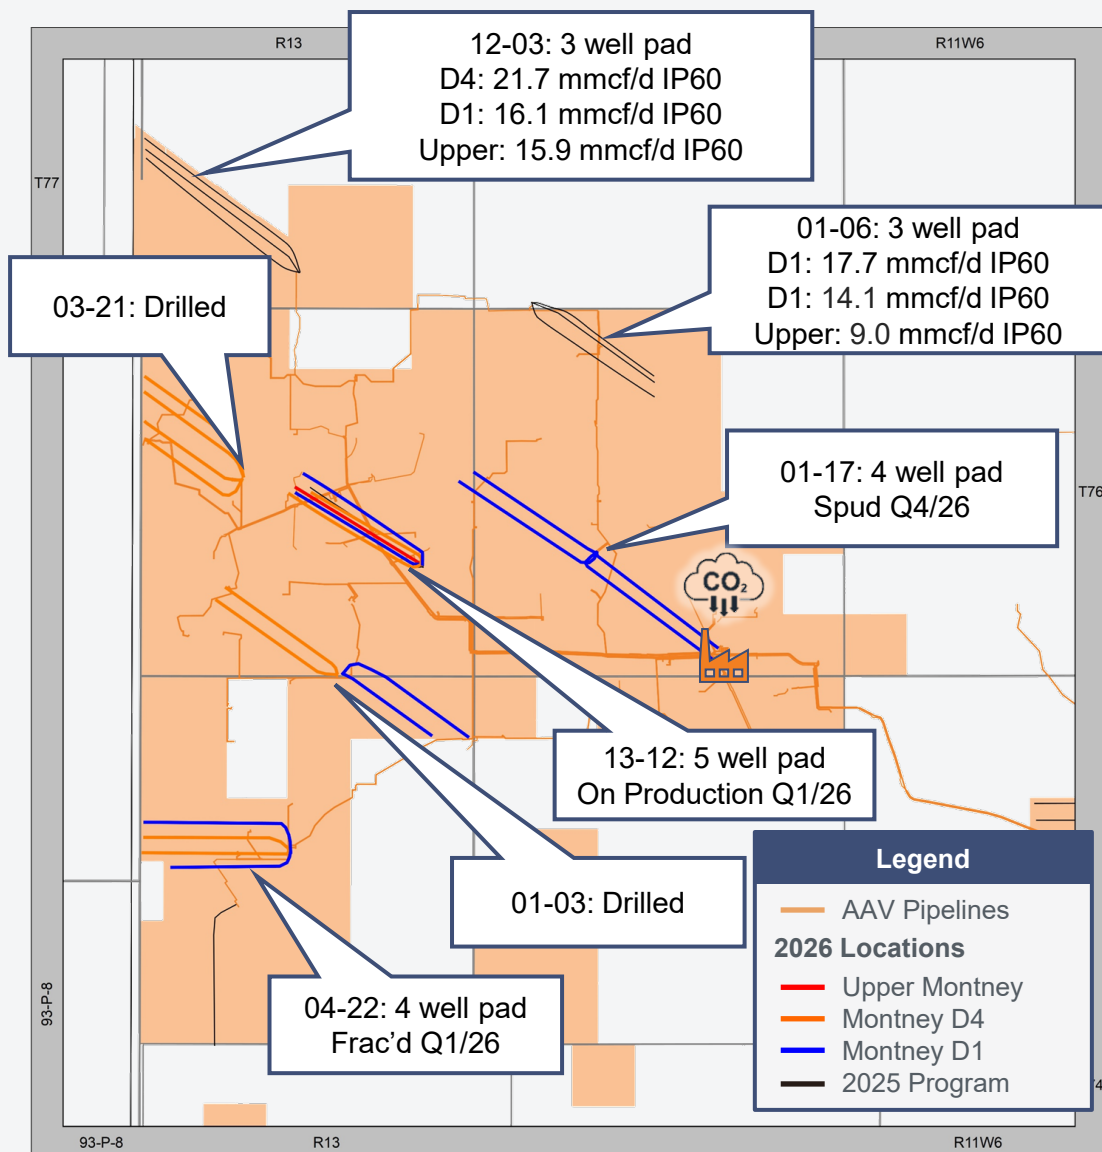 R13
R11W6
12-03: 3 well pad
D4: 21.7 mmcf/d IP60
D1: 16.1 mmcf/d IP60
Upper: 15.9 mmcf/d IP60
T77
01-06: 3 well pad
D1: 17.7 mmcf/d IP60
D1: 14.1 mmcf/d IP60
Upper: 9.0 mmcf/d IP60
03-21: Drilled
01-17: 4 well pad
Spud Q4/26
T76
CO₂
13-12: 5 well pad
On Production Q1/26
01-03: Drilled
04-22: 4 well pad
Frac’d Q1/26
93-P-8
Legend
AAV Pipelines
2026 Locations
Upper Montney
Montney D4
Montney D1
2025 Program
93-P-8
R13
R11W6